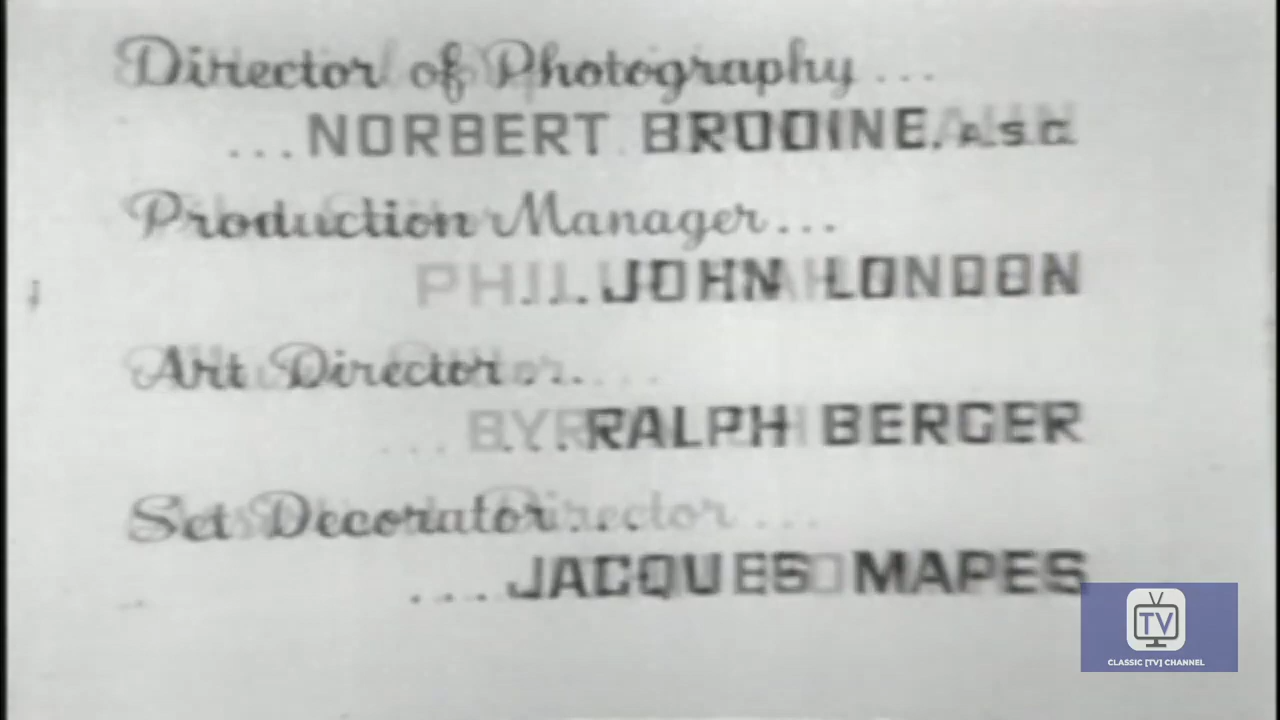 Director of Photography ...
...NORBERT BRODINE, A.S.C.
Production Manager...
...JOHN LONDON
Art Director...
...RALPH BERGER
Set Decorator...
...JACQUES MAPES
TV
CLASSIC [TV] CHANNEL